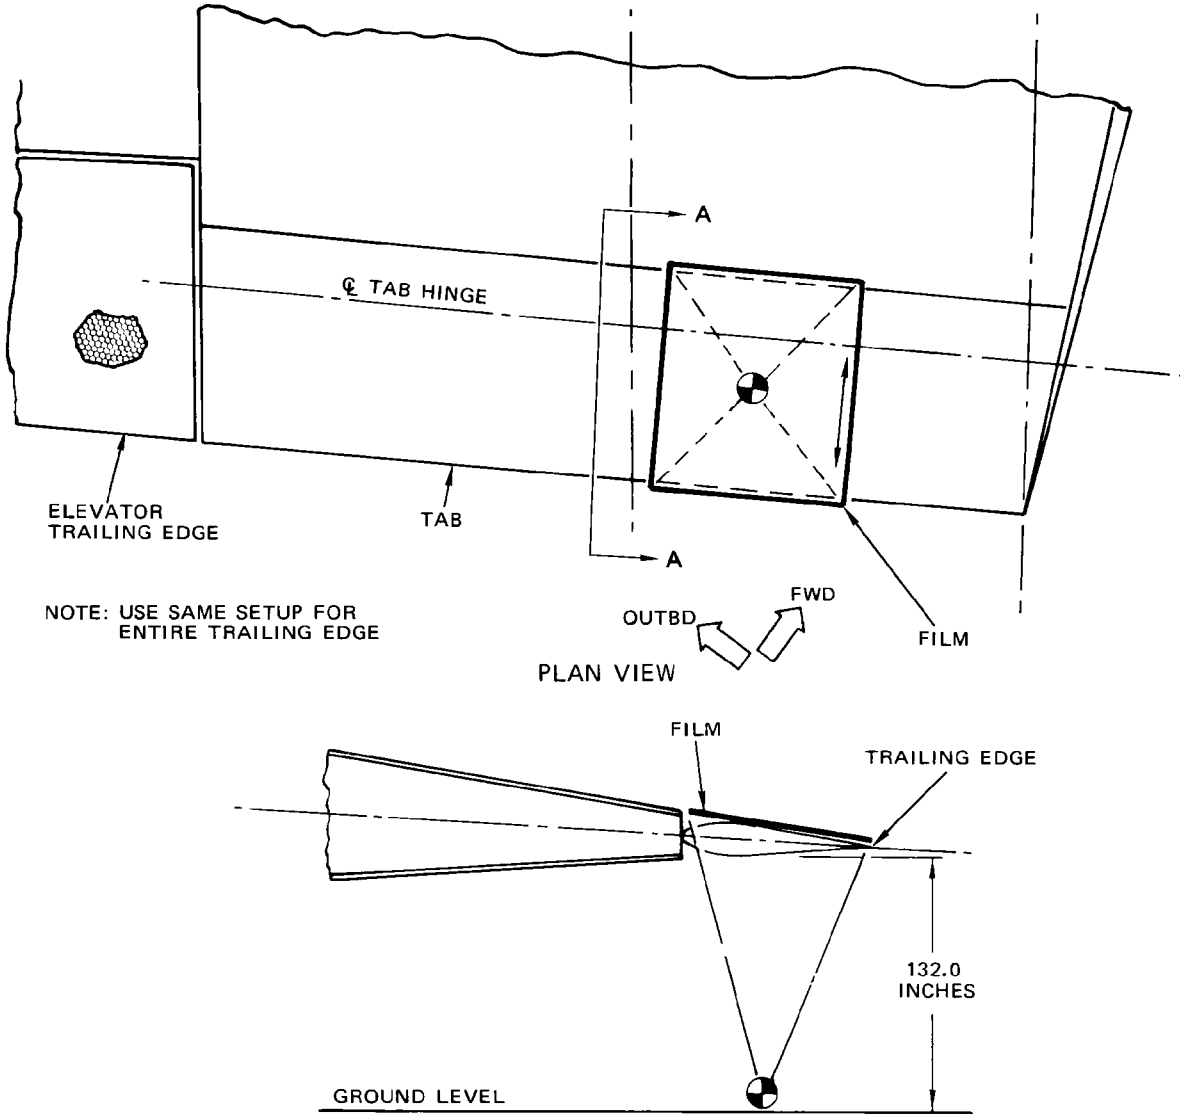 A
℄ TAB HINGE
ELEVATOR
TRAILING EDGE
TAB
A
NOTE: USE SAME SETUP FOR
ENTIRE TRAILING EDGE
OUTBD
FWD
FILM
PLAN VIEW
FILM
TRAILING EDGE
132.0
INCHES
GROUND LEVEL